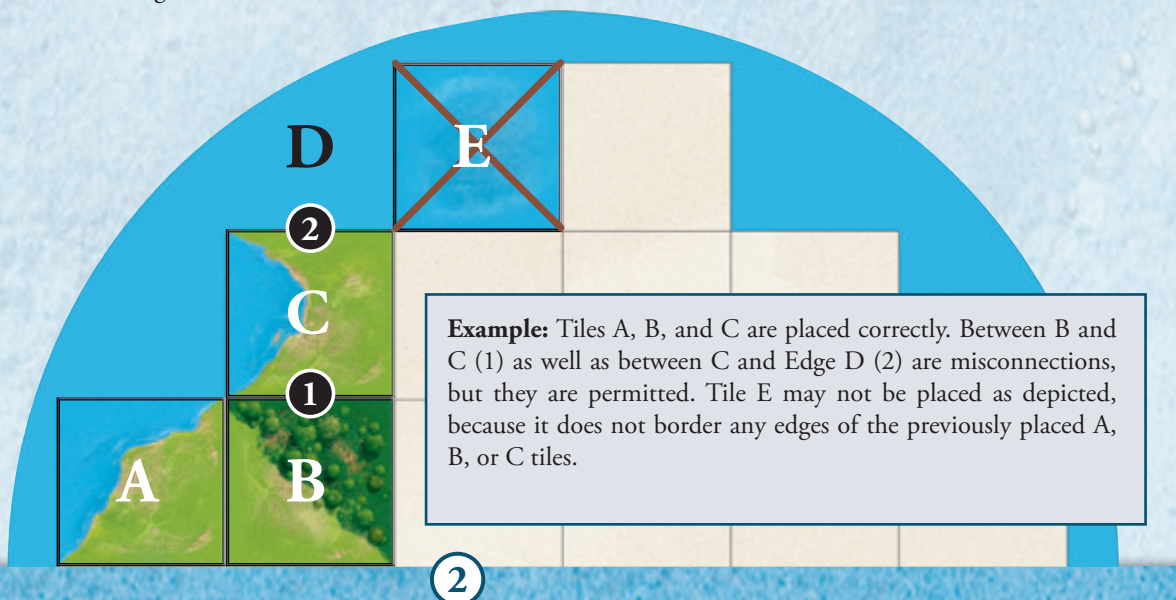 D
E
2
C
1
A
B
Example: Tiles A, B, and C are placed correctly. Between B and
C (1) as well as between C and Edge D (2) are misconnections,
but they are permitted. Tile E may not be placed as depicted,
because it does not border any edges of the previously placed A,
B, or C tiles.
2